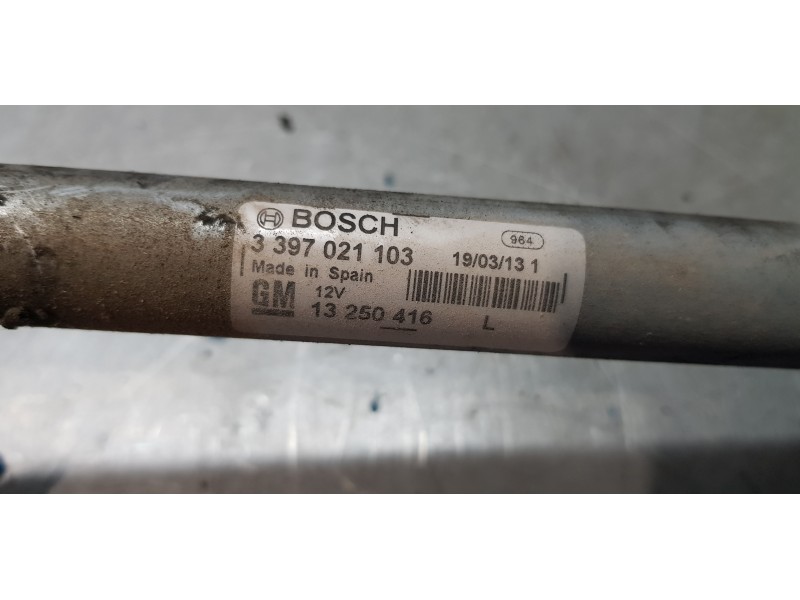 BOSCH
964
3 397 021 103
19/03/13 1
Made in Spain
GM
12V
13 250 416
L